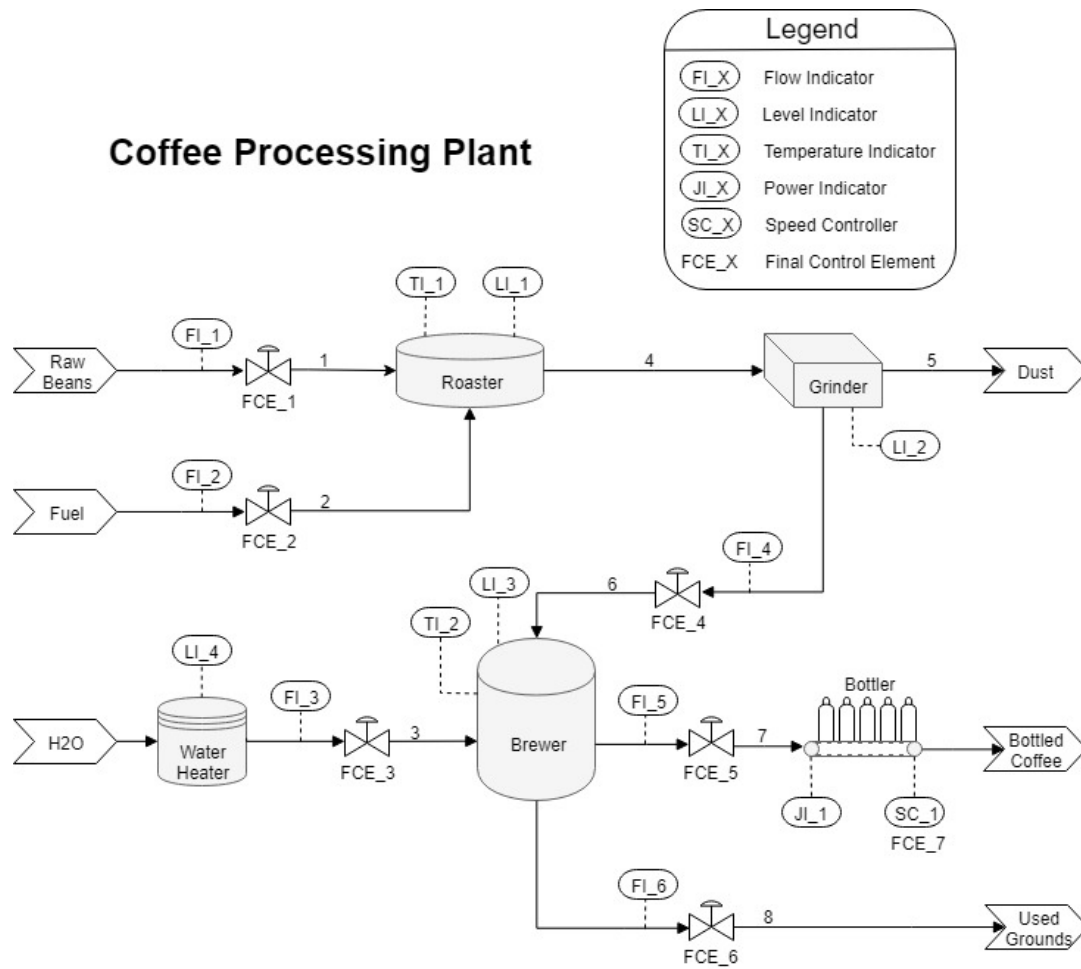 Legend
FI_X Flow Indicator
LI_X Level Indicator
TI_X Temperature Indicator
JI_X Power Indicator
SC_X Speed Controller
FCE_X Final Control Element
Coffee Processing Plant
TI_1
LI_1
FI_1
Raw
Beans
1
FCE_1
Roaster
4
Grinder
5
Dust
LI_2
FI_2
Fuel
2
FCE_2
FI_4
LI_3
6
FCE_4
TI_2
LI_4
FI_3
H2O
Water
Heater
3
FCE_3
Brewer
FI_5
7
FCE_5
Bottler
Bottled
Coffee
JI_1
SC_1
FCE_7
FI_6
8
FCE_6
Used
Grounds